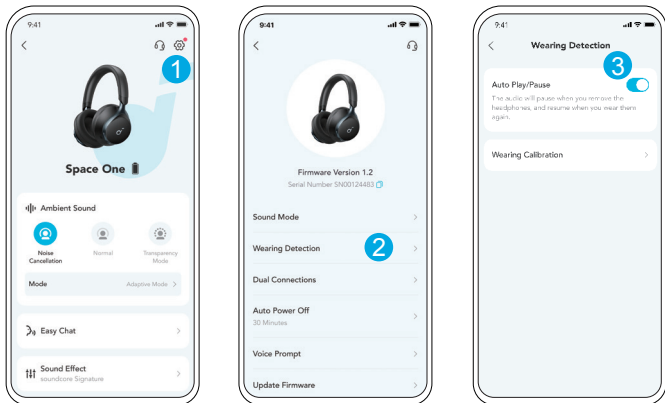 9:41
1
Space One
Ambient Sound
Noise
Cancellation
Normal
Transparency
Mode
Mode
Adaptive Mode
Easy Chat
Sound Effect
soundcore Signature
9:41
Firmware Version 1.2
Serial Number SN00124483
Sound Mode
Wearing Detection
2
Dual Connections
Auto Power Off
30 Minutes
Voice Prompt
Update Firmware
9:41
Wearing Detection
3
Auto Play/Pause
The audio will pause when you remove the
headphones, and resume when you wear them
again.
Wearing Calibration